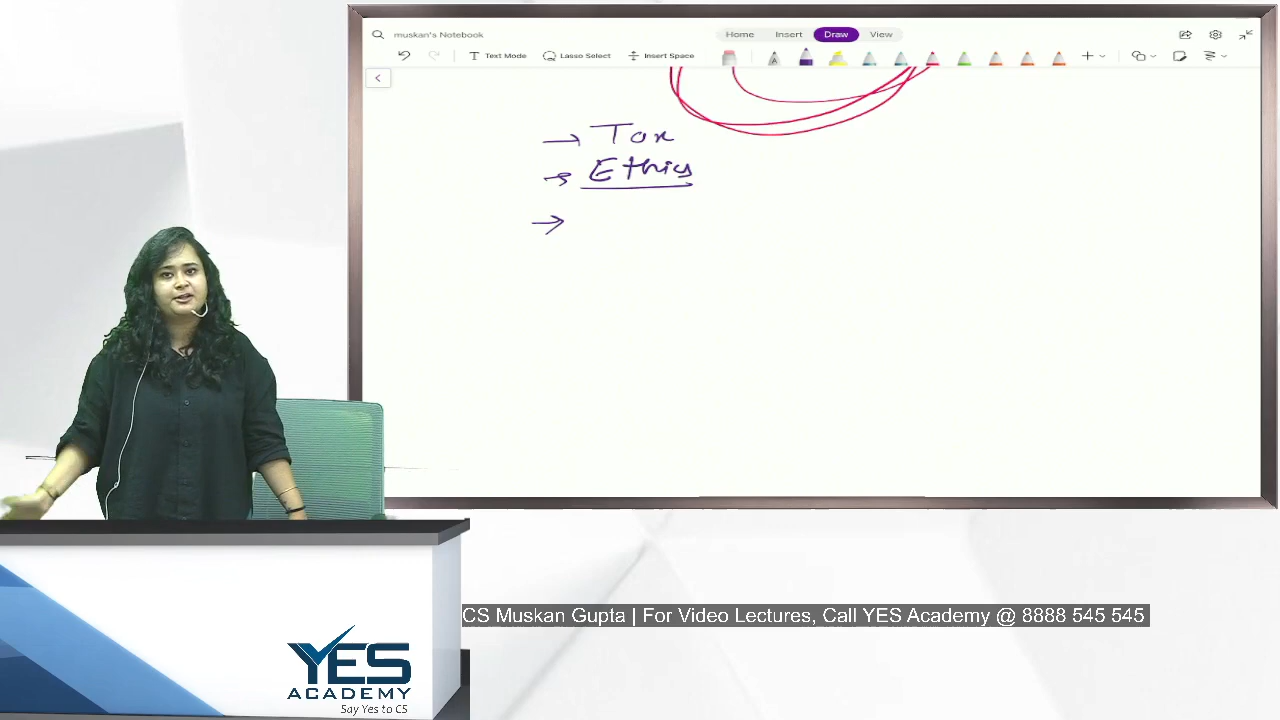 muskan's Notebook
Home Insert Draw View
Text Mode Lasso Select Insert Space
→ Tax
→ Ethics
→
CS Muskan Gupta | For Video Lectures, Call YES Academy @ 8888 545 545
YES
ACADEMY
Say Yes to CS